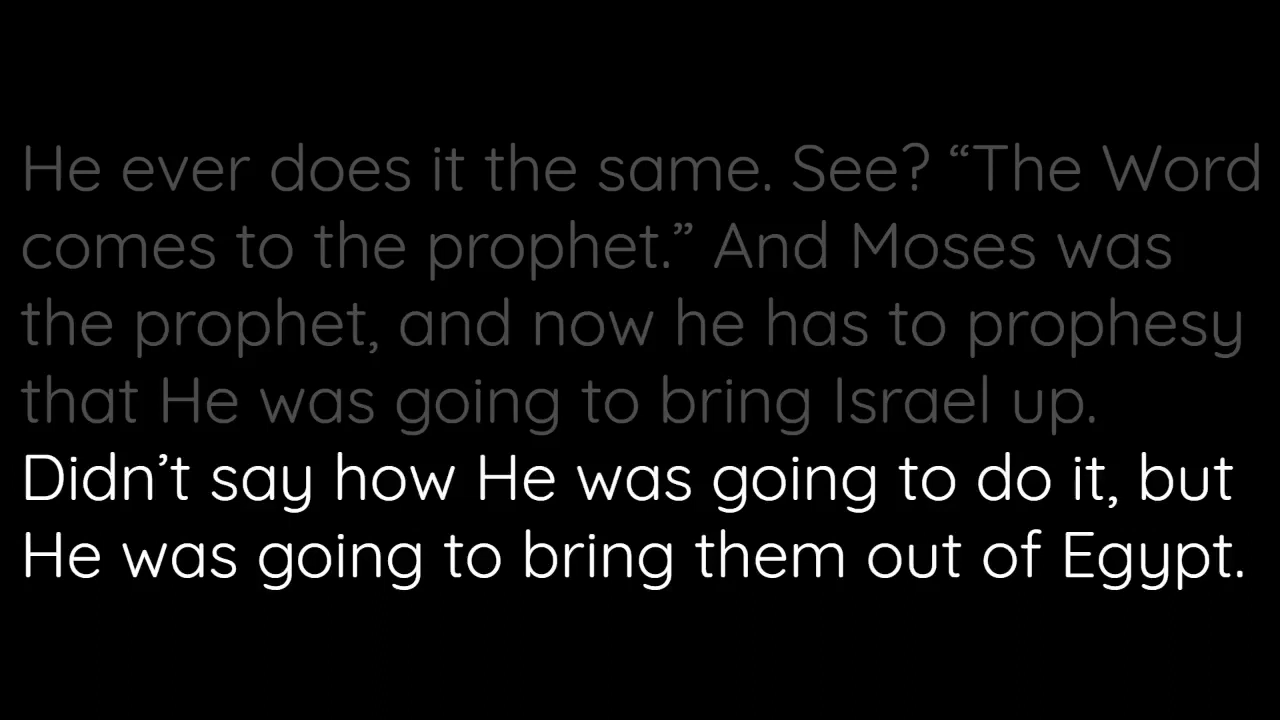 He ever does it the same. See? “The Word
comes to the prophet.” And Moses was
the prophet, and now he has to prophesy
that He was going to bring Israel up.
Didn’t say how He was going to do it, but
He was going to bring them out of Egypt.